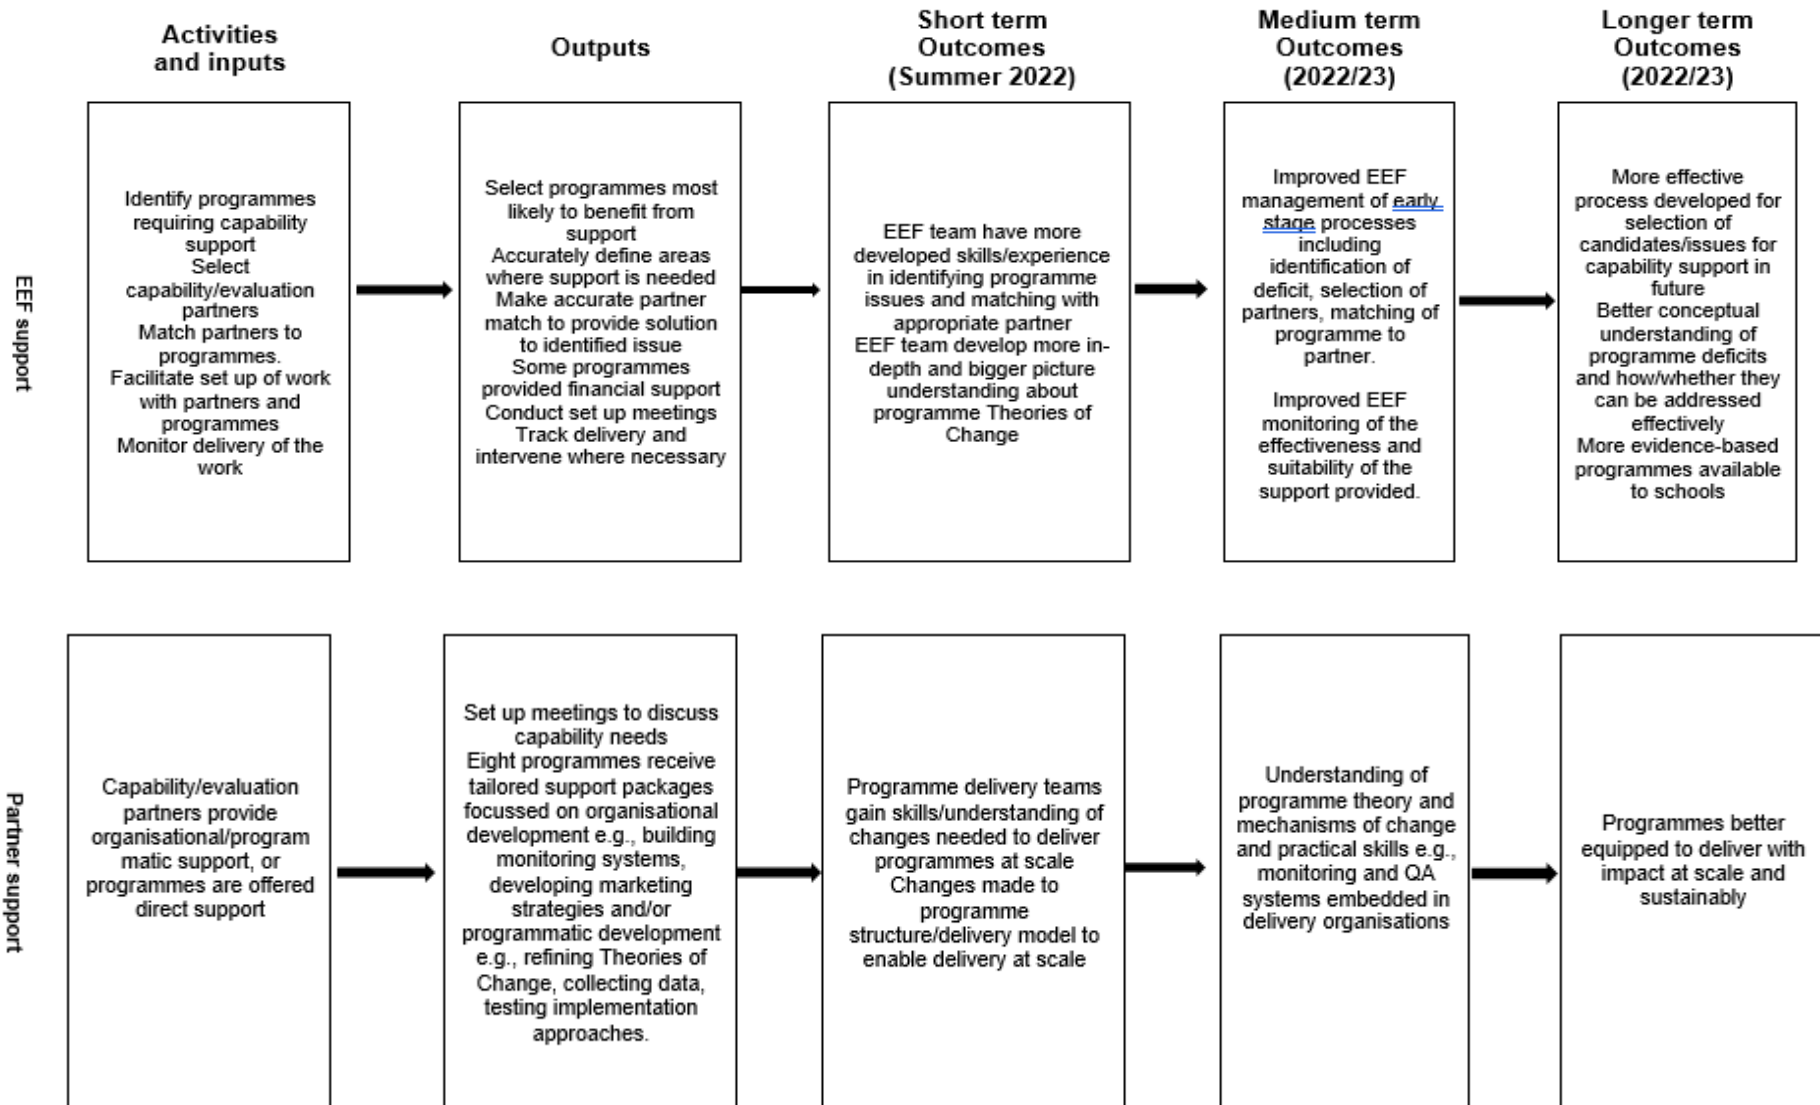 Activities
and inputs
Outputs
Short term
Outcomes
(Summer 2022)
Medium term
Outcomes
(2022/23)
Longer term
Outcomes
(2022/23)
EEF support
Identify programmes
requiring capability
support
Select
capability/evaluation
partners
Match partners to
programmes.
Facilitate set up of work
with partners and
programmes
Monitor delivery of the
work
Select programmes most
likely to benefit from
support
Accurately define areas
where support is needed
Make accurate partner
match to provide solution
to identified issue
Some programmes
provided financial support
Conduct set up meetings
Track delivery and
intervene where necessary
EEF team have more
developed skills/experience
in identifying programme
issues and matching with
appropriate partner
EEF team develop more in-
depth and bigger picture
understanding about
programme Theories of
Change
Improved EEF
management of early
stage processes
including
identification of
deficit, selection of
partners, matching of
programme to
partner.
Improved EEF
monitoring of the
effectiveness and
suitability of the
support provided.
More effective
process developed for
selection of
candidates/issues for
capability support in
future
Better conceptual
understanding of
programme deficits
and how/whether they
can be addressed
effectively
More evidence-based
programmes available
to schools
Partner support
Capability/evaluation
partners provide
organisational/program
matic support, or
programmes are offered
direct support
Set up meetings to discuss
capability needs
Eight programmes receive
tailored support packages
focussed on organisational
development e.g., building
monitoring systems,
developing marketing
strategies and/or
programmatic development
e.g., refining Theories of
Change, collecting data,
testing implementation
approaches.
Programme delivery teams
gain skills/understanding of
changes needed to deliver
programmes at scale
Changes made to
programme
structure/delivery model to
enable delivery at scale
Understanding of
programme theory and
mechanisms of change
and practical skills e.g.,
monitoring and QA
systems embedded in
delivery organisations
Programmes better
equipped to deliver with
impact at scale and
sustainably